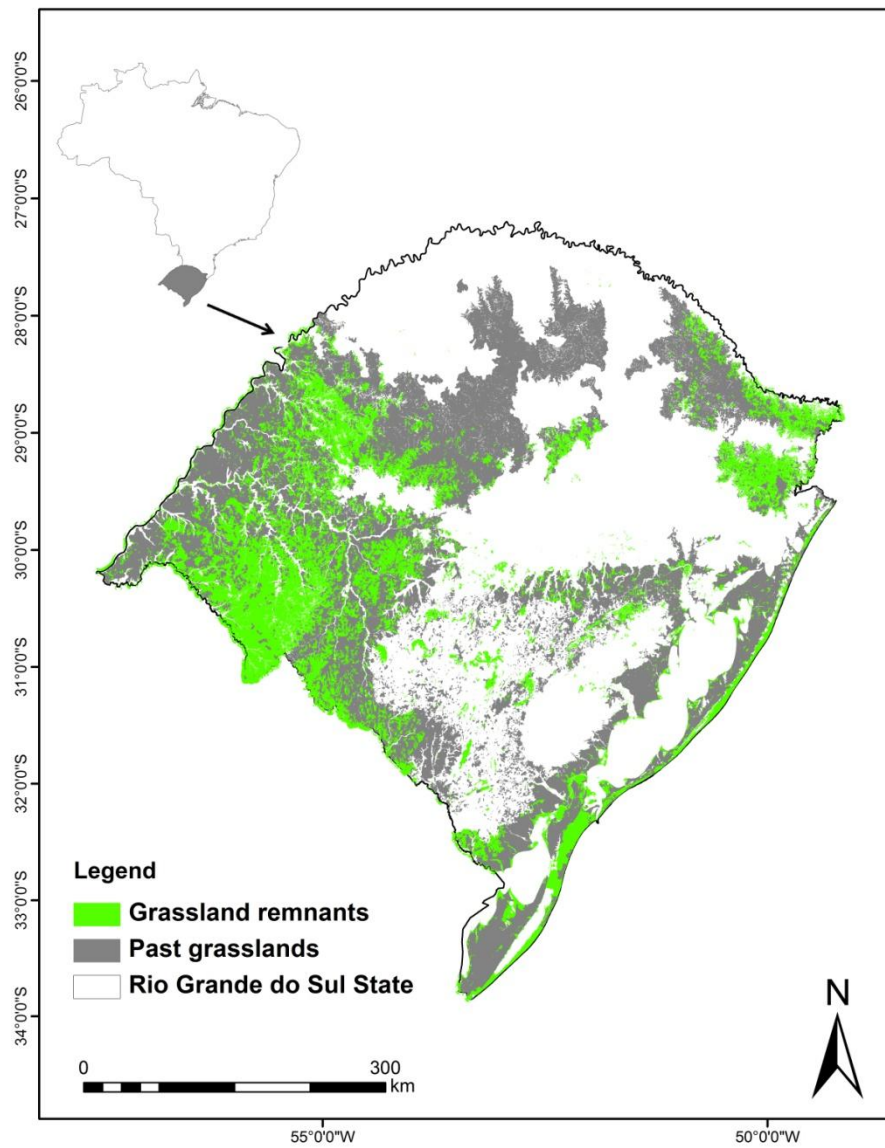 26°0'0"S
27°0'0"S
28°0'0"S
29°0'0"S
30°0'0"S
31°0'0"S
32°0'0"S
33°0'0"S
34°0'0"S
Legend
Grassland remnants
Past grasslands
Rio Grande do Sul State
0 300
km
N
55°0'0"W 50°0'0"W